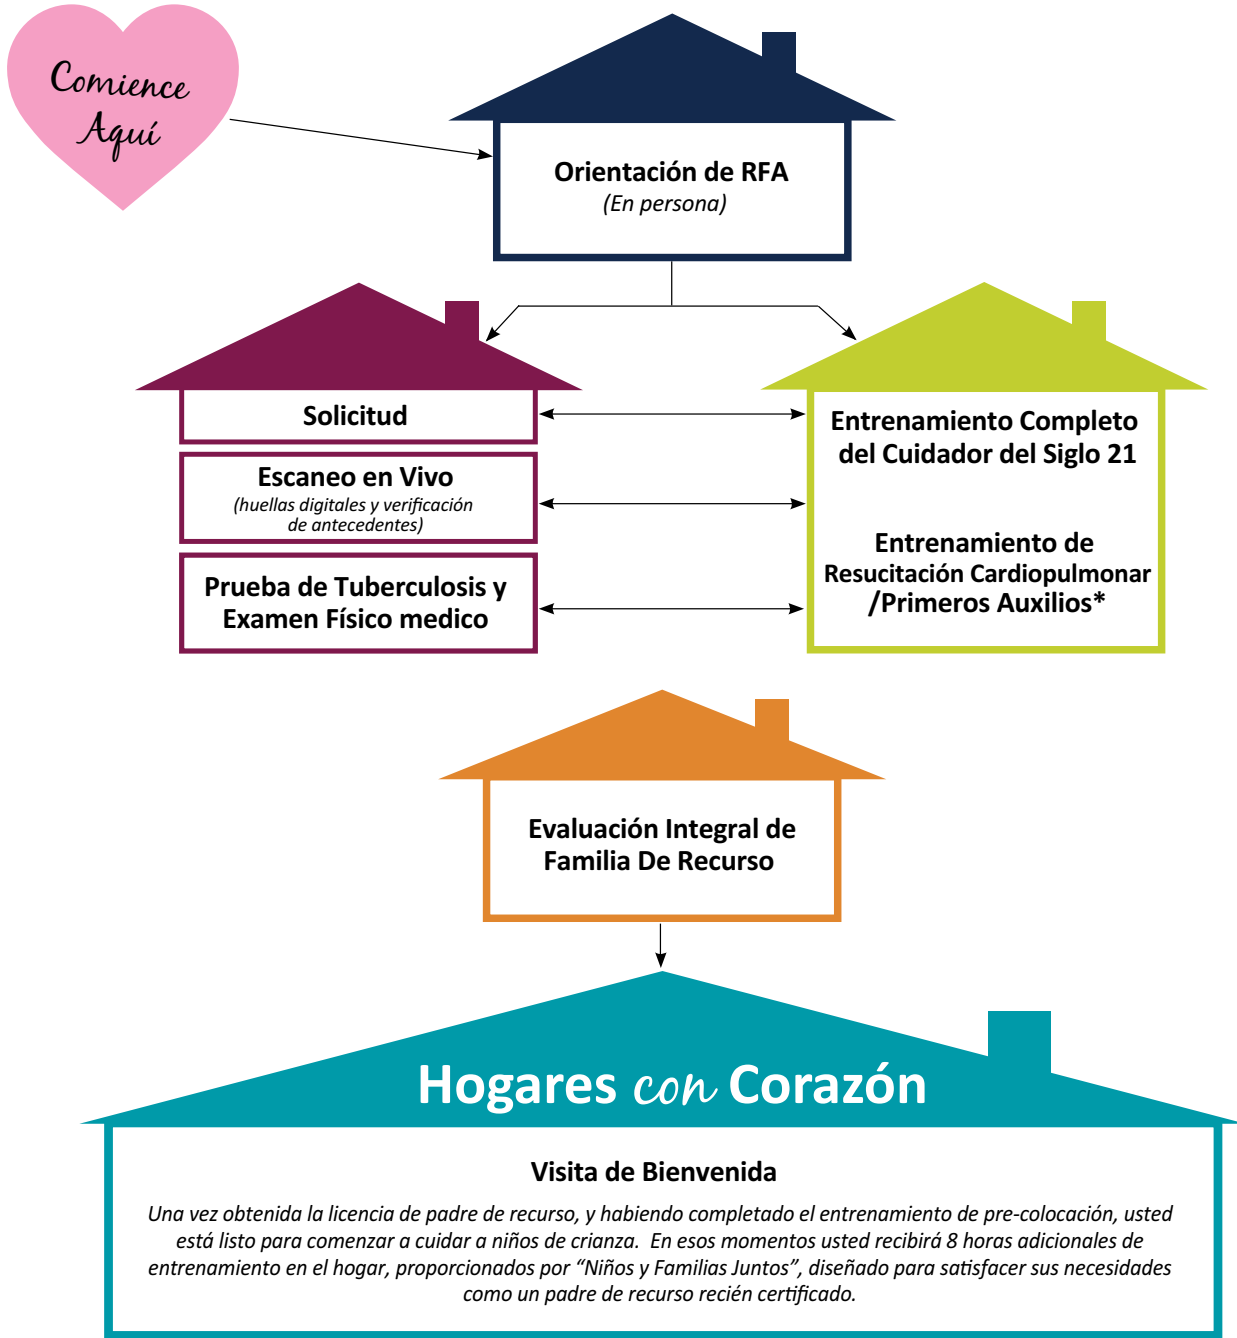 Comience
Aquí
Orientación de RFA
(En persona)
Solicitud
Escaneo en Vivo
(huellas digitales y verificación
de antecedentes)
Prueba de Tuberculosis y
Examen Físico medico
Entrenamiento Completo
del Cuidador del Siglo 21
Entrenamiento de
Resucitación Cardiopulmonar
/Primeros Auxilios*
Evaluación Integral de
Familia De Recurso
Hogares con Corazón
Visita de Bienvenida
Una vez obtenida la licencia de padre de recurso, y habiendo completado el entrenamiento de pre-colocación, usted
está listo para comenzar a cuidar a niños de crianza.  En esos momentos usted recibirá 8 horas adicionales de
entrenamiento en el hogar, proporcionados por “Niños y Familias Juntos”, diseñado para satisfacer sus necesidades
como un padre de recurso recién certificado.